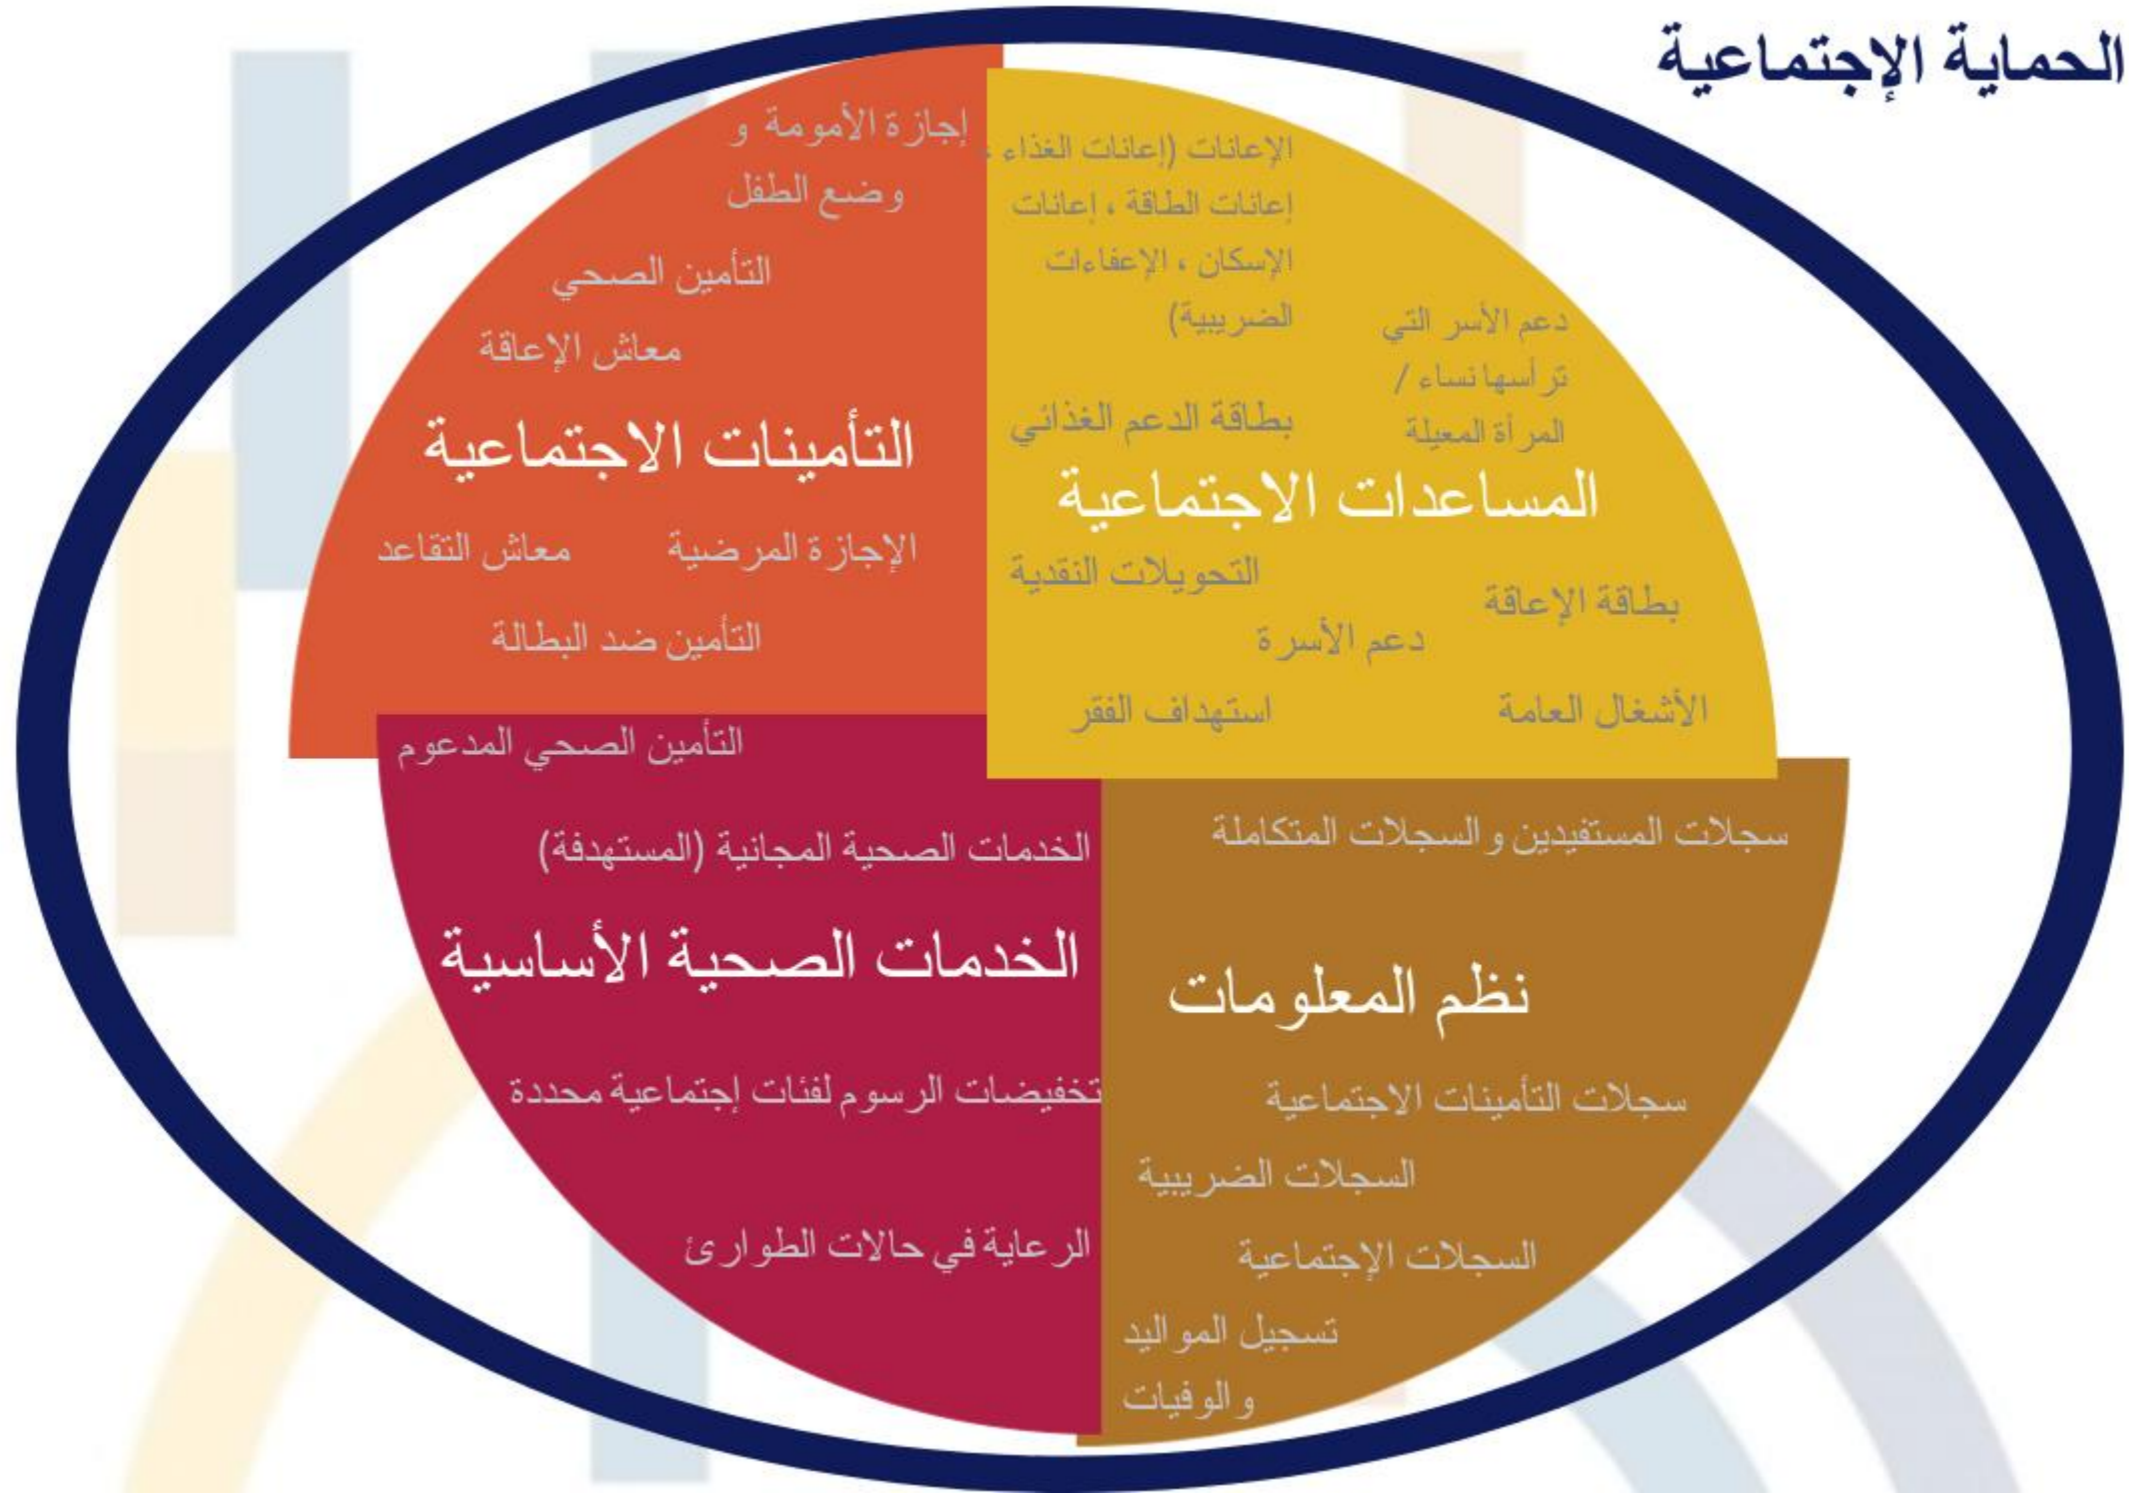 الحماية الإجتماعية
الإعانات (إعانات الغذاء ،
إعانات الطاقة ، إعانات
الإسكان ، الإعفاءات
الضريبية)
دعم الأسر التي
ترأسها نساء /
المرأة المعيلة
بطاقة الدعم الغذائي
المساعدات الاجتماعية
التحويلات النقدية
بطاقة الإعاقة
دعم الأسرة
الأشغال العامة
استهداف الفقر
إجازة الأمومة و
وضع الطفل
التأمين الصحي
معاش الإعاقة
التأمينات الاجتماعية
الإجازة المرضية
معاش التقاعد
التأمين ضد البطالة
سجلات المستفيدين والسجلات المتكاملة
نظم المعلومات
سجلات التأمينات الاجتماعية
السجلات الضريبية
السجلات الإجتماعية
تسجيل المواليد
والوفيات
التأمين الصحي المدعوم
الخدمات الصحية المجانية (المستهدفة)
الخدمات الصحية الأساسية
تخفيضات الرسوم لفئات إجتماعية محددة
الرعاية في حالات الطوارئ